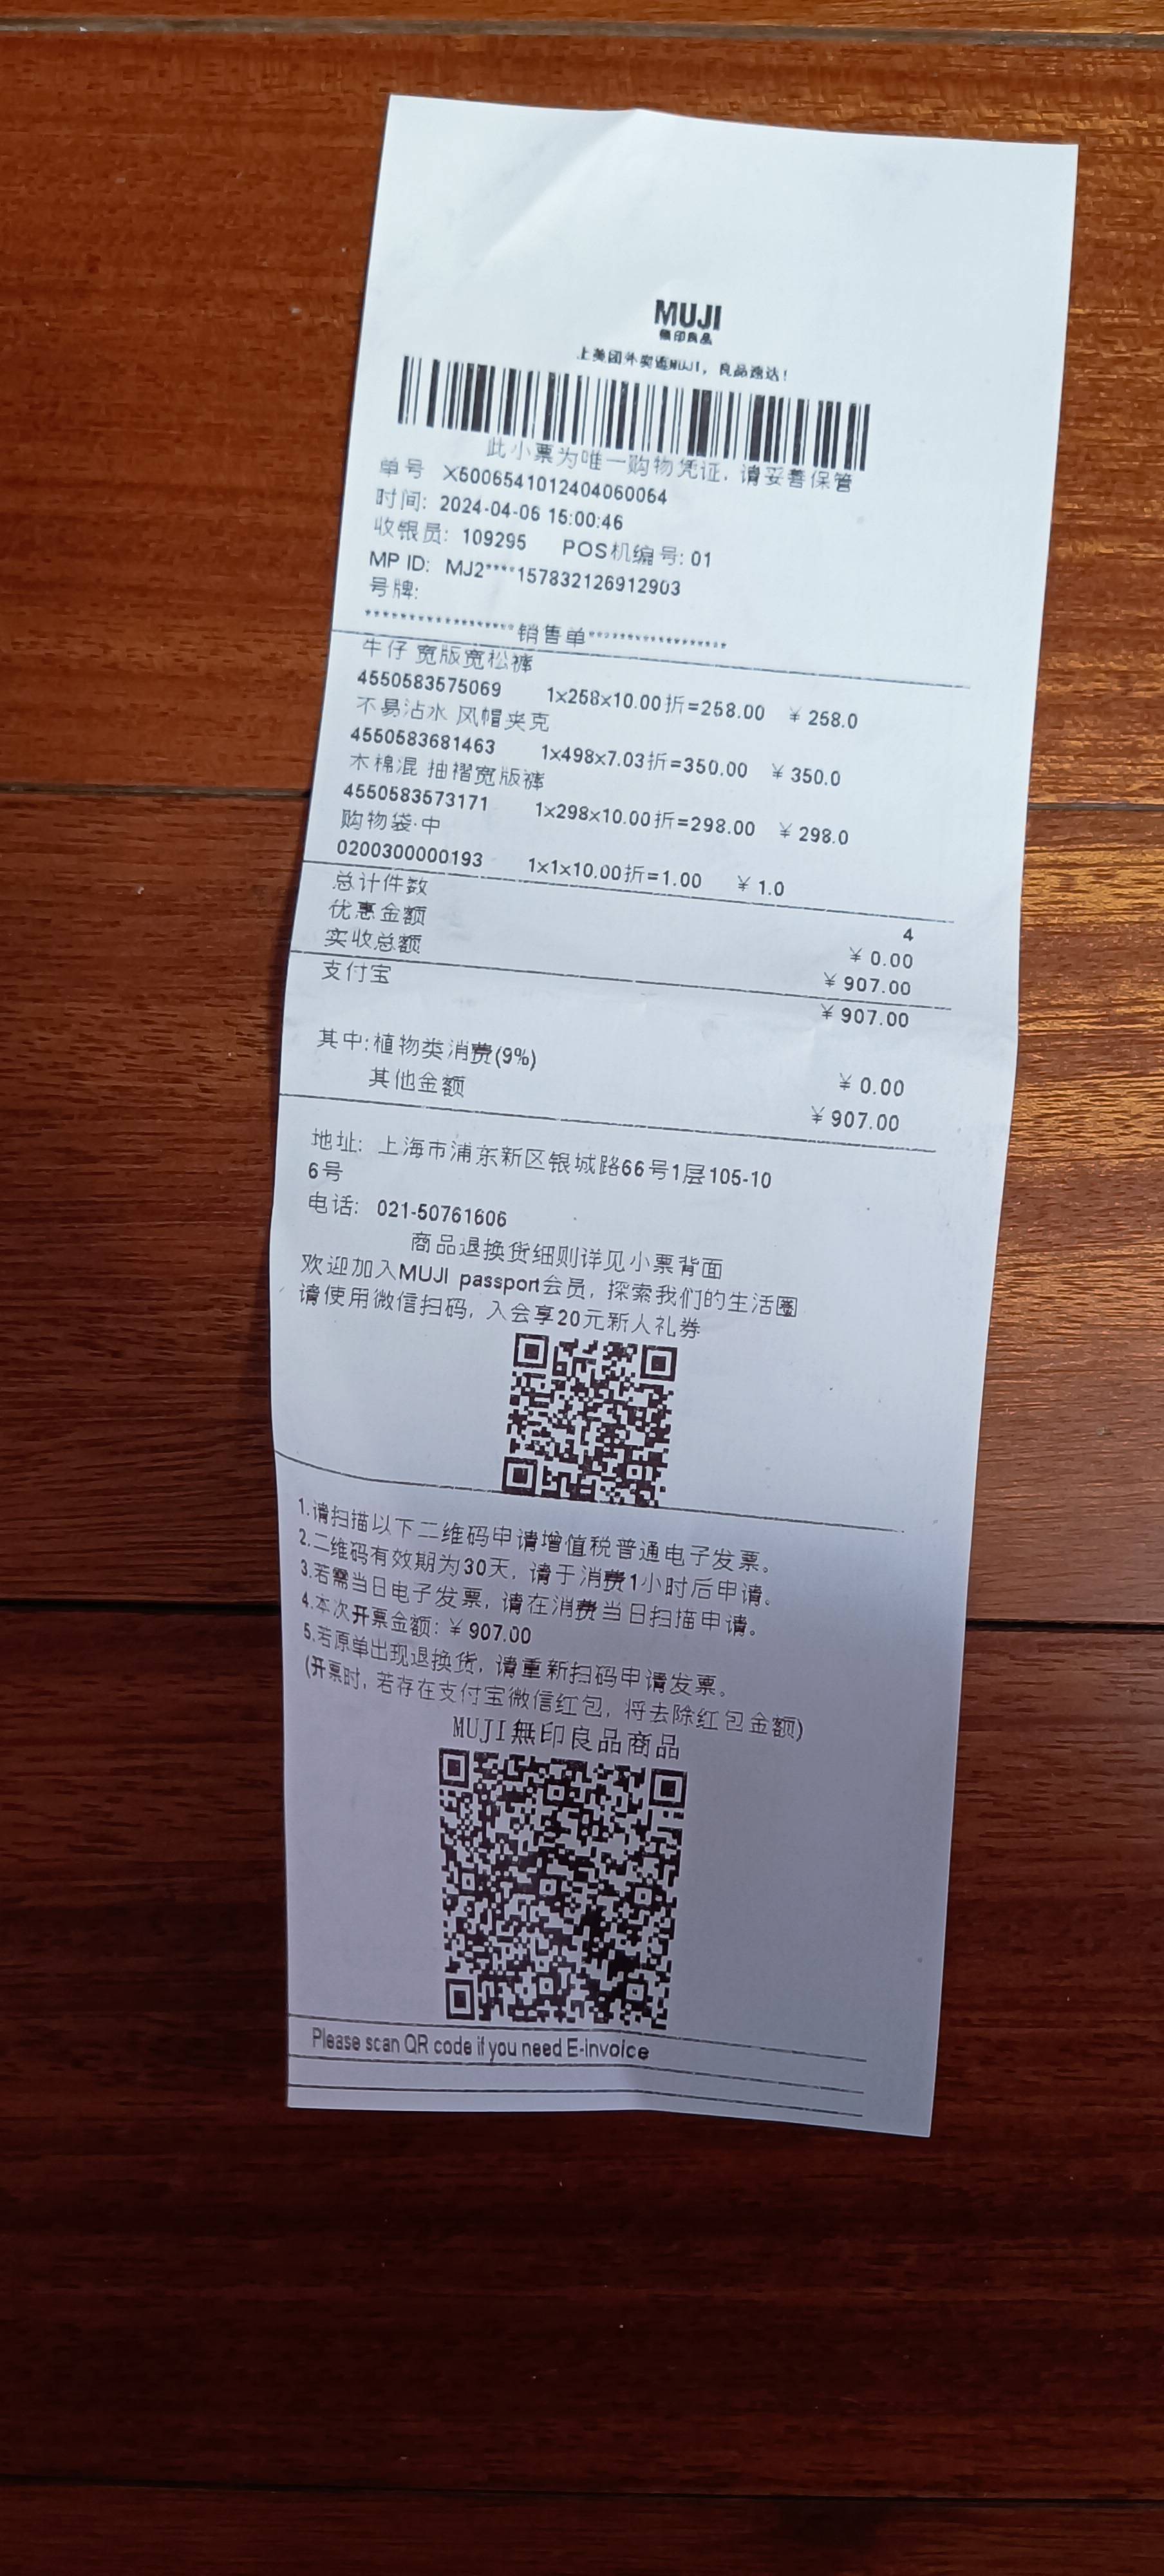 MUJI
無印良品
上美团外卖逛MUJI，良品速达！
此小票为唯一购物凭证，请妥善保管
单号 X5006541012404060064
时间: 2024-04-06 15:00:46
收银员: 109295 POS机编号: 01
MP ID: MJ2****157832126912903
号牌:
********************销售单********************
牛仔 宽版宽松裤
4550583575069 1x258x10.00折=258.00 ￥258.0
不易沾水 风帽夹克
4550583681463 1x498x7.03折=350.00 ￥350.0
木棉混 抽褶宽版裤
4550583573171 1x298x10.00折=298.00 ￥298.0
购物袋·中
0200300000193 1x1x10.00折=1.00 ￥1.0
总计件数 4
优惠金额 ￥0.00
实收总额 ￥907.00
支付宝 ￥907.00
其中:植物类消费(9%) ￥0.00
其他金额 ￥907.00
地址: 上海市浦东新区银城路66号1层105-10
6号
电话: 021-50761606
商品退换货细则详见小票背面
欢迎加入MUJI passport会员，探索我们的生活圈
请使用微信扫码，入会享20元新人礼券
1.请扫描以下二维码申请增值税普通电子发票。
2.二维码有效期为30天，请于消费1小时后申请。
3.若需当日电子发票，请在消费当日扫描申请。
4.本次开票金额: ￥907.00
5.若原单出现退换货，请重新扫码申请发票。
(开票时，若存在支付宝微信红包，将去除红包金额)
MUJI無印良品商品
Please scan QR code if you need E-invoice